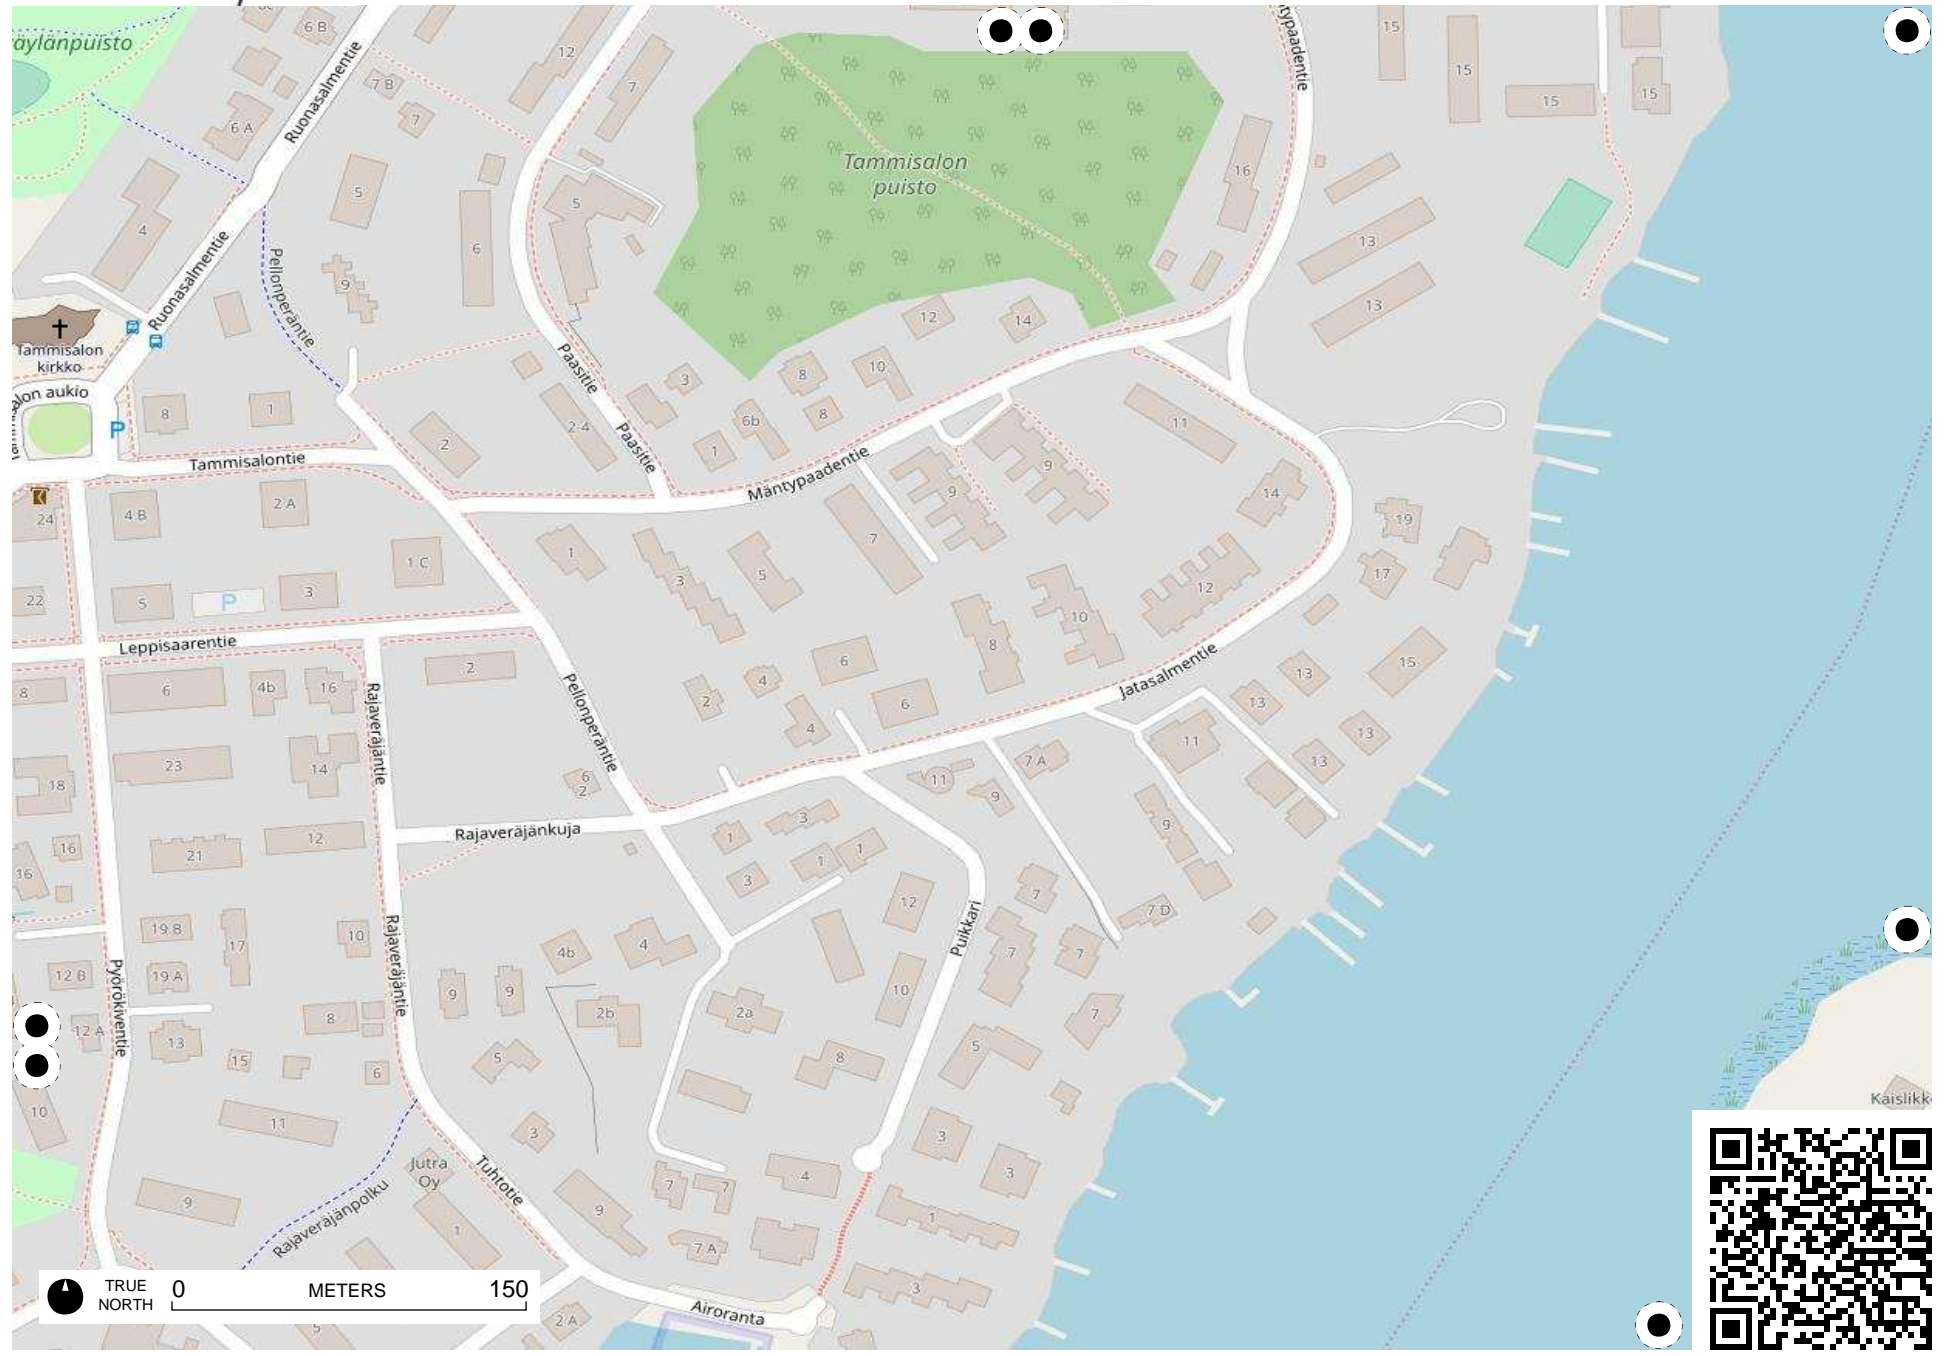 äylänpuisto
6 B
6 A
Ruonasalmentie
7 B
7
12
7
5
4
6
5
9
Pellonperäntie
Ruonasalmentie
Tammisalon
kirkko
alon aukio
P
8
1
Tammisalontie
2
2-4
Paasitie
Paasitie
3
1
6b
8
8
10
12
14
Tammisalon
puisto
16
typaadentie
15
15
15
15
13
13
11
Mäntypaadentie
9
9
14
19
17
12
10
8
7
5
3
1
24
4 B
2 A
1 C
22
5
P
3
Leppisaarentie
8
6
4b
16
Rajaveräjäntie
2
Pellonperäntie
2
4
6
6
4
Jatasalmentie
13
13
15
13
13
11
7 A
11
9
9
18
23
14
6
2
Rajaveräjänkuja
1
3
1
1
3
16
16
21
12
12
7
7 D
7
7
7
Puikkari
10
19 B
17
10
Rajaveräjäntie
4b
4
12 B
19 A
Pyörökiventie
9
9
2b
2a
12 A
13
8
15
6
5
8
5
10
11
3
3
3
Jutra
Oy
Tuhtotie
9
Rajaveräjänpolku
1
9
7
7
4
7 A
1
3
Airoranta
2 A
5
Kaislikk
TRUE
NORTH
0 METERS 150